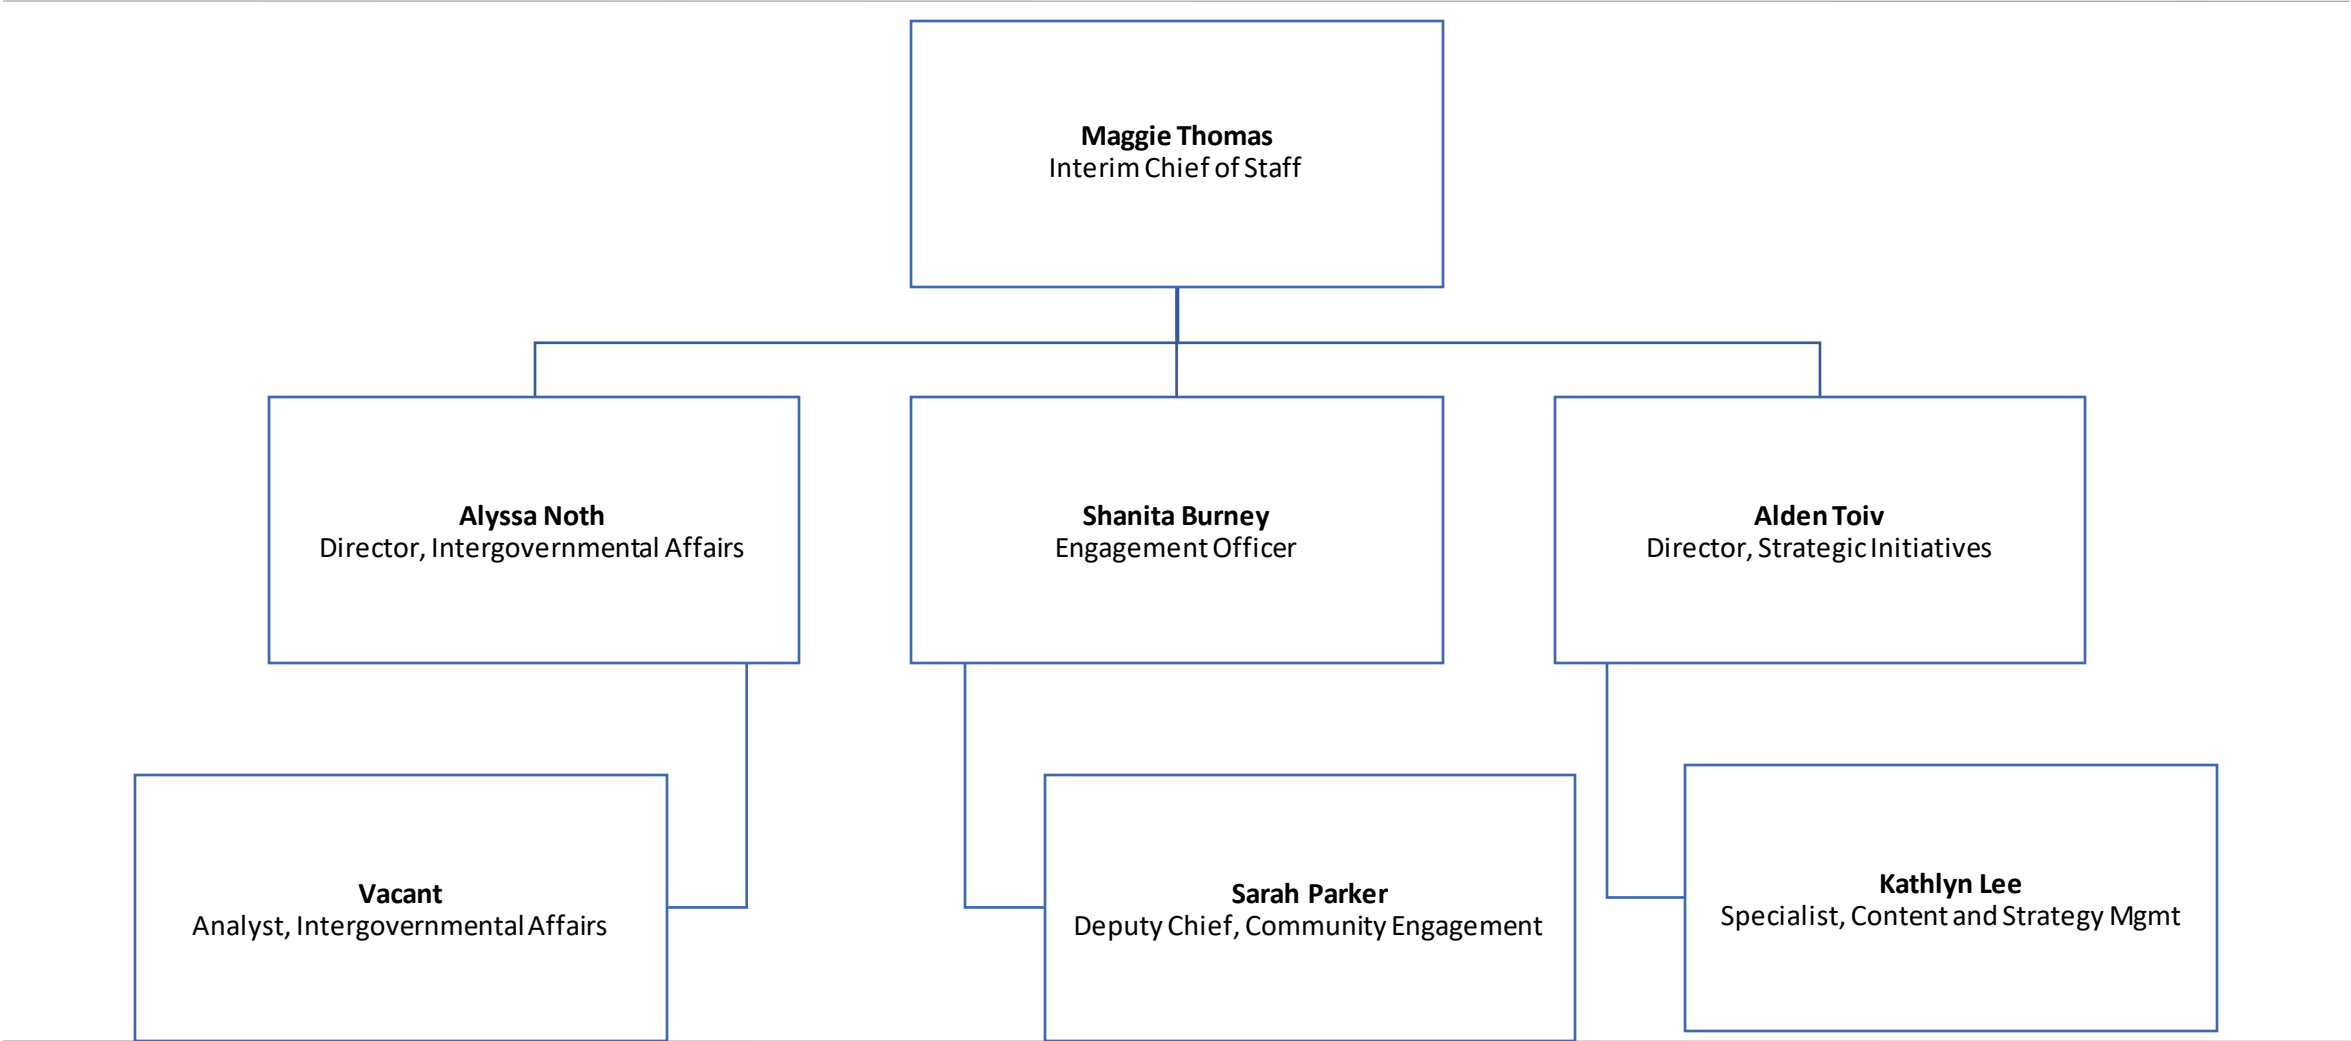 Maggie Thomas
Interim Chief of Staff
Alyssa Noth
Director, Intergovernmental Affairs
Shanita Burney
Engagement Officer
Alden Toiv
Director, Strategic Initiatives
Vacant
Analyst, Intergovernmental Affairs
Sarah Parker
Deputy Chief, Community Engagement
Kathlyn Lee
Specialist, Content and Strategy Mgmt